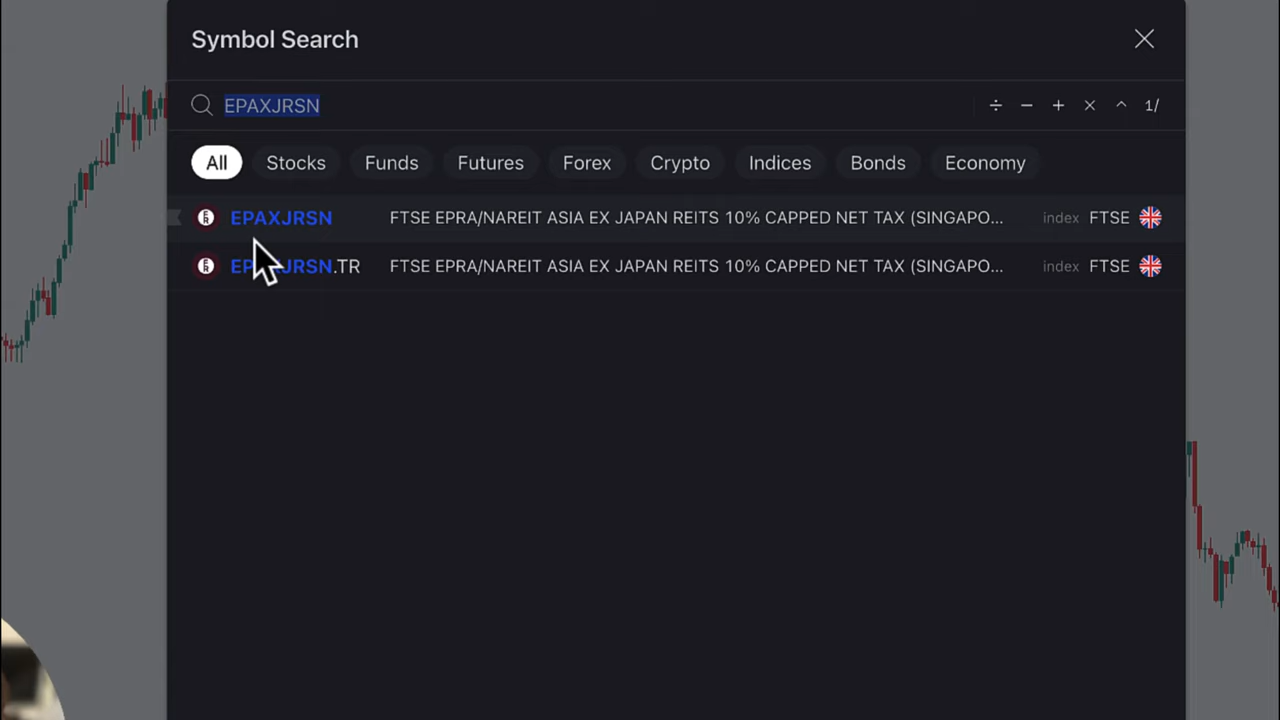 Symbol Search
EPAXJRSN
÷ − + × ^ 1/
All Stocks Funds Futures Forex Crypto Indices Bonds Economy
EPAXJRSN FTSE EPRA/NAREIT ASIA EX JAPAN REITS 10% CAPPED NET TAX (SINGAPO... index FTSE
EPAXJRSN.TR FTSE EPRA/NAREIT ASIA EX JAPAN REITS 10% CAPPED NET TAX (SINGAPO... index FTSE